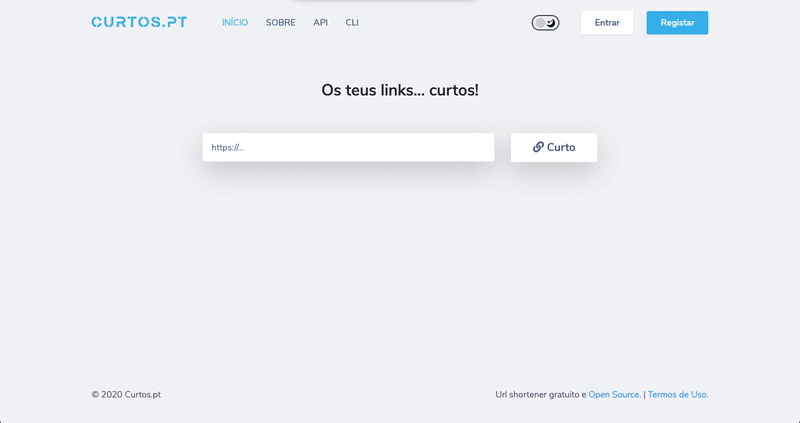 CURTOS.PT INÍCIO SOBRE API CLI Entrar Registar
Os teus links... curtos!
https://... Curto
© 2020 Curtos.pt Url shortener gratuito e Open Source. | Termos de Uso.